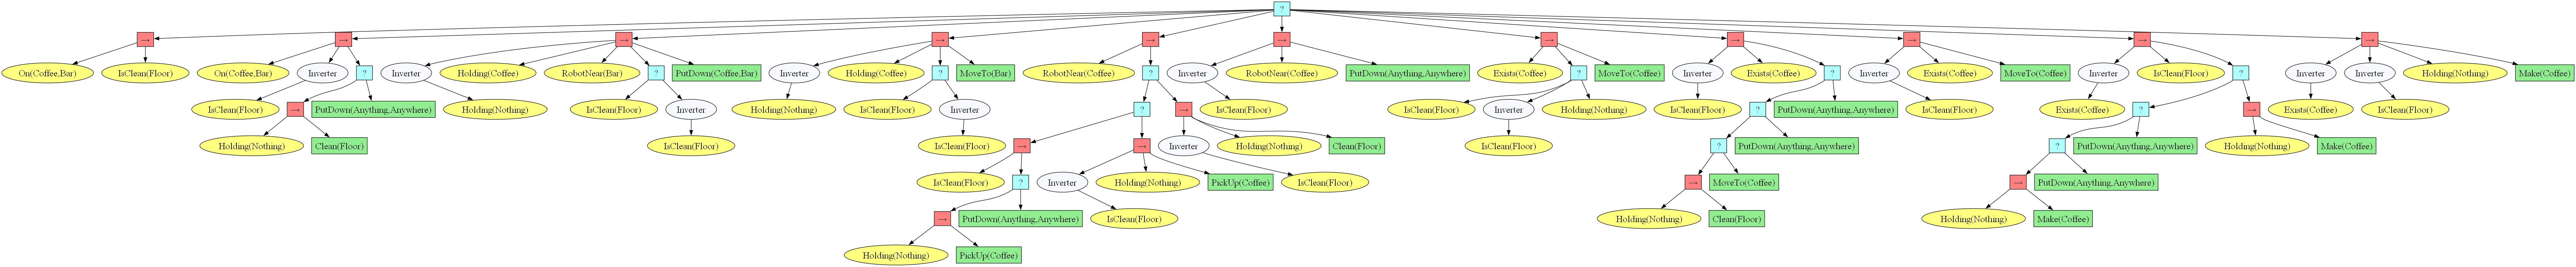 ?
→ → → → → → → → → → →
On(Coffee,Bar) IsClean(Floor) On(Coffee,Bar) Inverter ? Inverter Holding(Coffee) RobotNear(Bar) ? PutDown(Coffee,Bar) Inverter Holding(Coffee) ? MoveTo(Bar) RobotNear(Coffee) ? Inverter RobotNear(Coffee) PutDown(Anything,Anywhere) Exists(Coffee) ? MoveTo(Coffee) Inverter Exists(Coffee) ? Inverter Exists(Coffee) MoveTo(Coffee) Inverter IsClean(Floor) ? Inverter Inverter Holding(Nothing) Make(Coffee)
IsClean(Floor) → PutDown(Anything,Anywhere) Holding(Nothing) IsClean(Floor) Inverter Holding(Nothing) IsClean(Floor) Inverter ? → IsClean(Floor) IsClean(Floor) Inverter Holding(Nothing) IsClean(Floor) ? PutDown(Anything,Anywhere) IsClean(Floor) Exists(Coffee) ? → Exists(Coffee) IsClean(Floor)
Holding(Nothing) Clean(Floor) IsClean(Floor) IsClean(Floor) → → Inverter Holding(Nothing) Clean(Floor) IsClean(Floor) ? PutDown(Anything,Anywhere) ? PutDown(Anything,Anywhere) Holding(Nothing) Make(Coffee)
IsClean(Floor) ? Inverter Holding(Nothing) PickUp(Coffee) IsClean(Floor) → MoveTo(Coffee) → PutDown(Anything,Anywhere)
→ PutDown(Anything,Anywhere) IsClean(Floor) Holding(Nothing) Clean(Floor) Holding(Nothing) Make(Coffee)
Holding(Nothing) PickUp(Coffee)